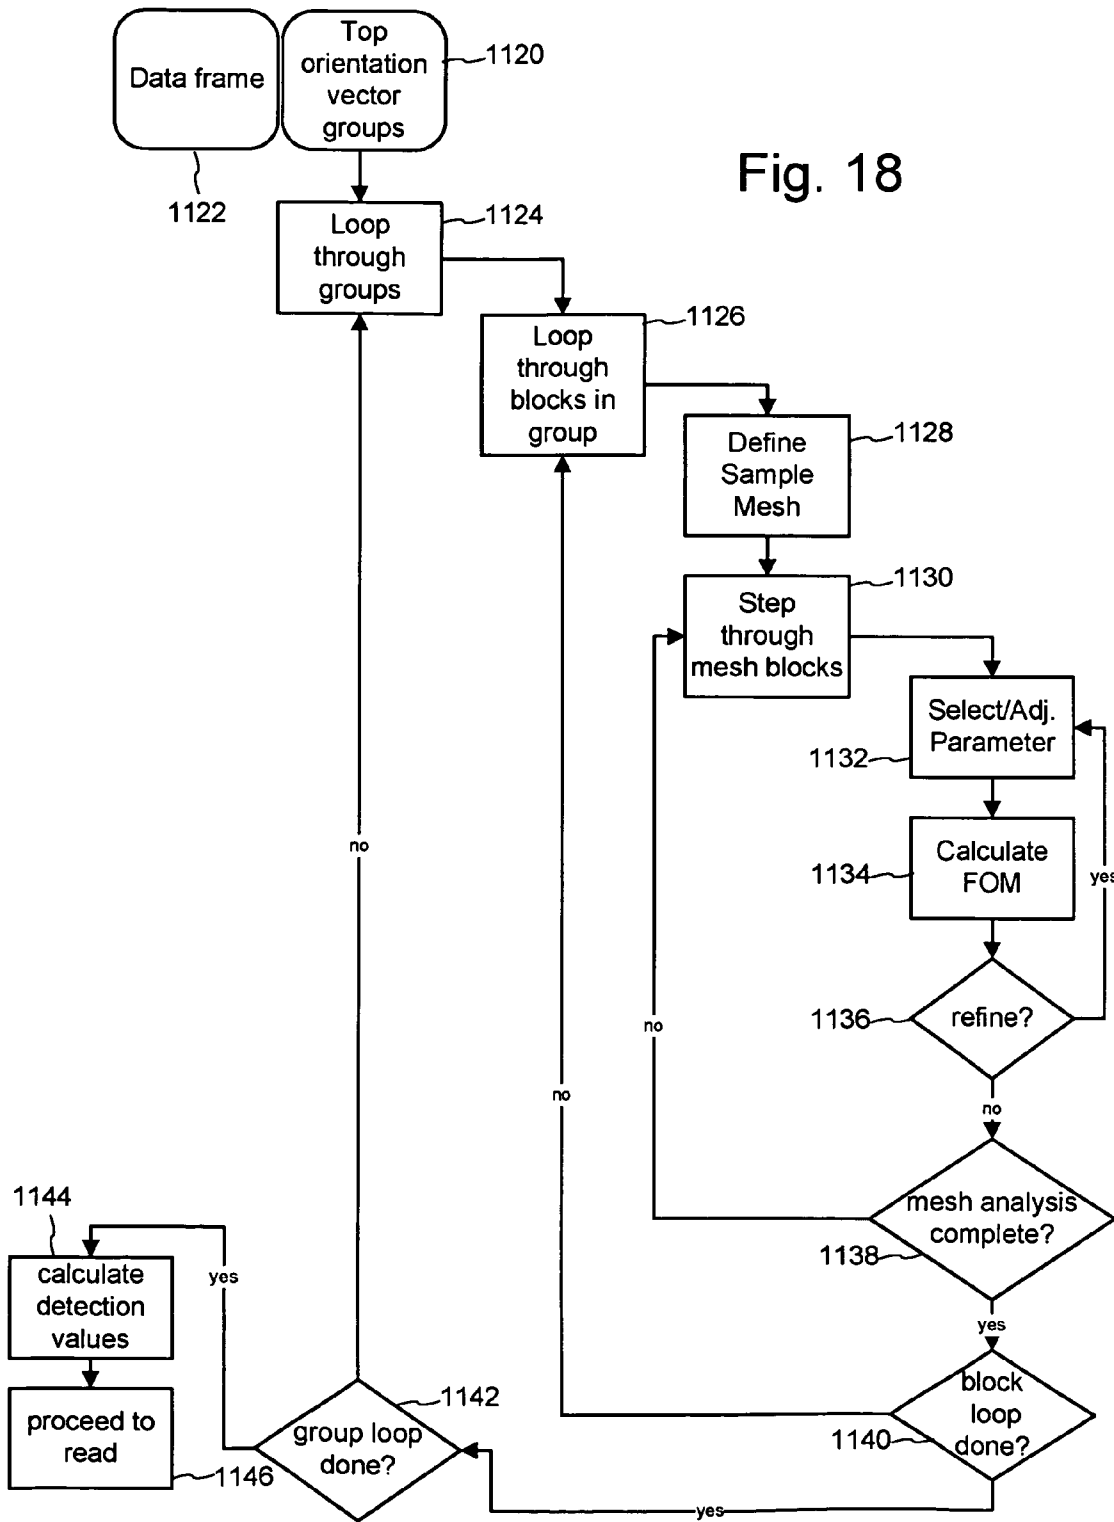 Data frame
Top
orientation
vector
groups
1120
1122
Fig. 18
Loop
through
groups
1124
Loop
through
blocks in
group
1126
Define
Sample
Mesh
1128
Step
through
mesh blocks
1130
Select/Adj.
Parameter
1132
Calculate
FOM
1134
yes
refine?
1136
no
no
no
no
mesh analysis
complete?
1138
yes
block
loop
done?
1140
yes
group loop
done?
1142
yes
1144
calculate
detection
values
proceed to
read
1146